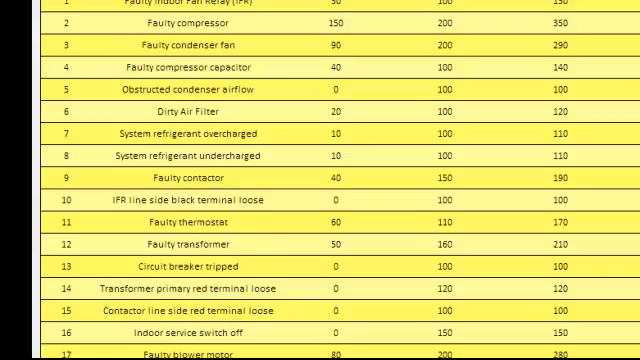 1 Faulty Indoor Fan Relay (IFR) 50 100 150
2 Faulty compressor 150 200 350
3 Faulty condenser fan 90 200 290
4 Faulty compressor capacitor 40 100 140
5 Obstructed condenser airflow 0 100 100
6 Dirty Air Filter 20 100 120
7 System refrigerant overcharged 10 100 110
8 System refrigerant undercharged 10 100 110
9 Faulty contactor 40 150 190
10 IFR line side black terminal loose 0 100 100
11 Faulty thermostat 60 110 170
12 Faulty transformer 50 160 210
13 Circuit breaker tripped 0 100 100
14 Transformer primary red terminal loose 0 120 120
15 Contactor line side red terminal loose 0 100 100
16 Indoor service switch off 0 150 150
17 Faulty blower motor 80 200 280